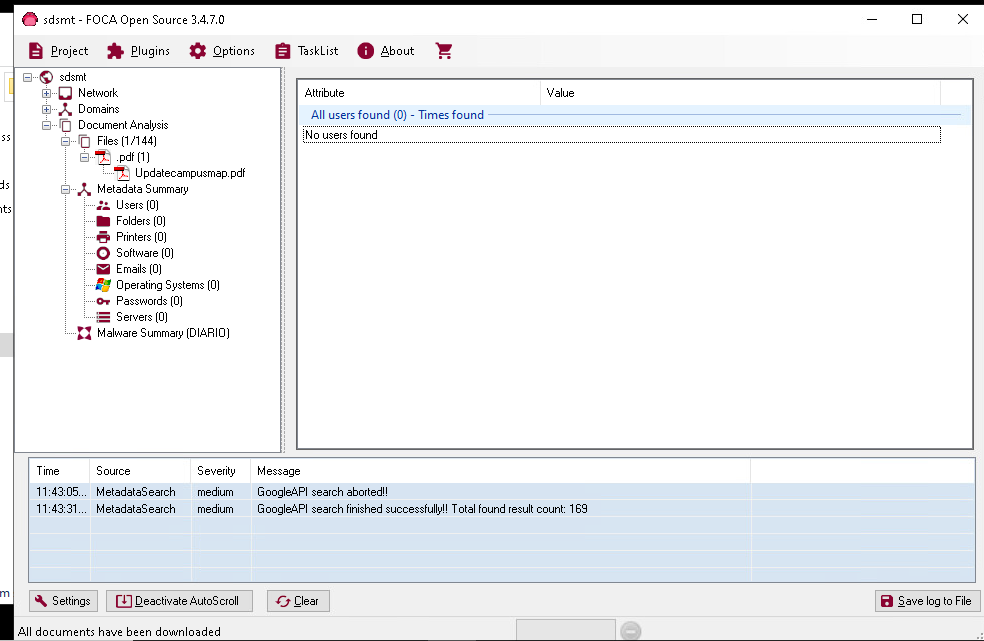 sdsmt - FOCA Open Source 3.4.7.0
Project Plugins Options TaskList About
sdsmt
Network
Domains
Document Analysis
Files (1/144)
.pdf (1)
Updatecampusmap.pdf
Metadata Summary
Users (0)
Folders (0)
Printers (0)
Software (0)
Emails (0)
Operating Systems (0)
Passwords (0)
Servers (0)
Malware Summary (DIARIO)
Attribute Value
All users found (0) - Times found
No users found
Time Source Severity Message
11:43:05... MetadataSearch medium GoogleAPI search aborted!!
11:43:31... MetadataSearch medium GoogleAPI search finished successfully!! Total found result count: 169
Settings Deactivate AutoScroll Clear Save log to File
All documents have been downloaded